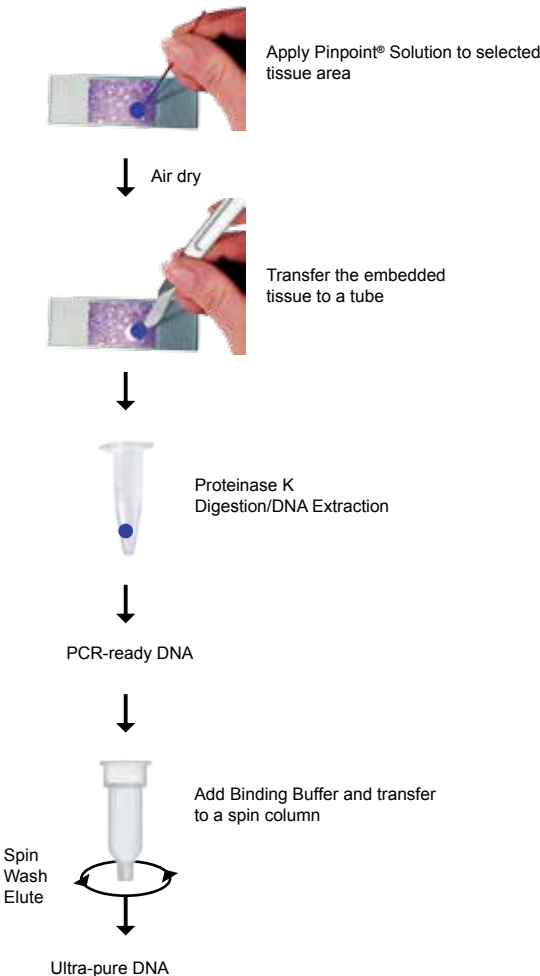 Apply Pinpoint® Solution to selected
tissue area
Air dry
Transfer the embedded
tissue to a tube
Proteinase K
Digestion/DNA Extraction
PCR-ready DNA
Add Binding Buffer and transfer
to a spin column
Spin
Wash
Elute
Ultra-pure DNA